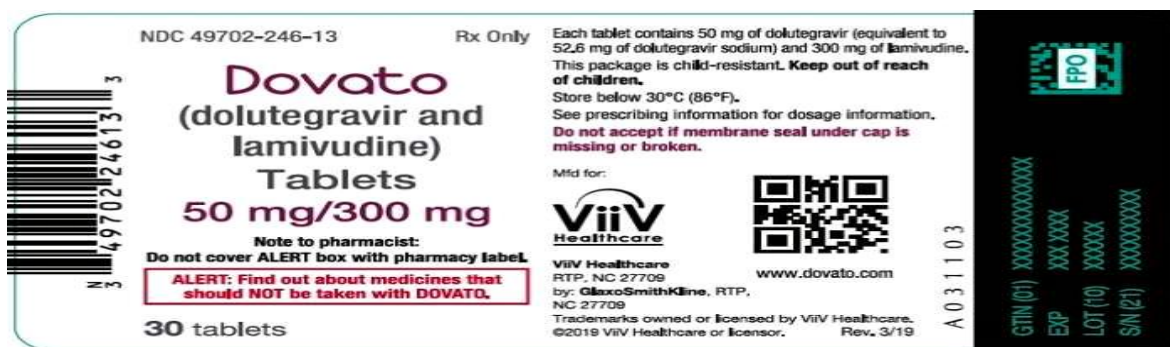 NDC 49702-246-13 Rx Only
Dovato
(dolutegravir and
lamivudine)
Tablets
50 mg/300 mg
Note to pharmacist:
Do not cover ALERT box with pharmacy label.
ALERT: Find out about medicines that
should NOT be taken with DOVATO.
30 tablets
N
3 49702 24613 3
Each tablet contains 50 mg of dolutegravir (equivalent to
52.6 mg of dolutegravir sodium) and 300 mg of lamivudine.
This package is child-resistant. Keep out of reach
of children.
Store below 30°C (86°F).
See prescribing information for dosage information.
Do not accept if membrane seal under cap is
missing or broken.
Mfd for:
ViiV
Healthcare
ViiV Healthcare
RTP, NC 27709
by: GlaxoSmithKline, RTP,
NC 27709
Trademarks owned or licensed by ViiV Healthcare.
©2019 ViiV Healthcare or licensor. Rev. 3/19
www.dovato.com
A031103
FPO
GTIN (01) XXXXXXXXXXXXXX
EXP XXX XXXX
LOT (10) XXXXXX
S/N (21) XXXXXXXXXX